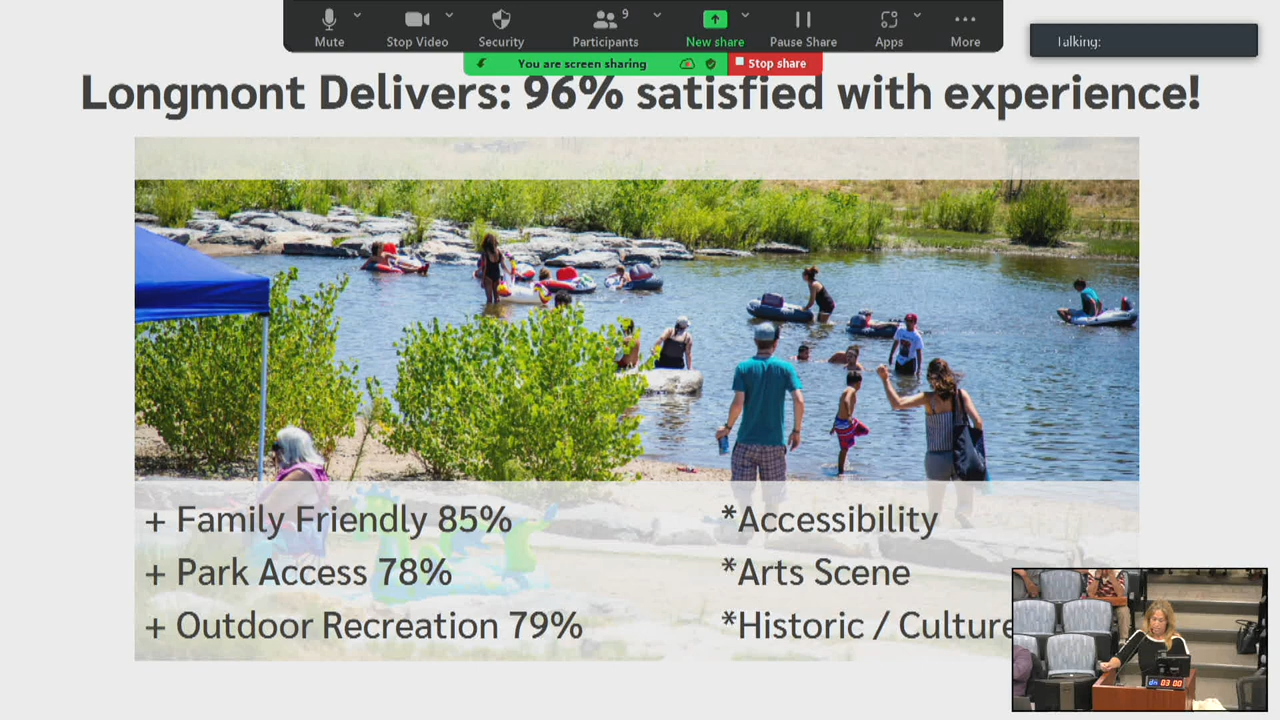 9
Mute
Stop Video
Security
Participants
New share
Pause Share
Apps
More
Talking:
You are screen sharing
Stop share
Longmont Delivers: 96% satisfied with experience!
+ Family Friendly 85%
*Accessibility
+ Park Access 78%
*Arts Scene
+ Outdoor Recreation 79%
*Historic / Culture
03 00